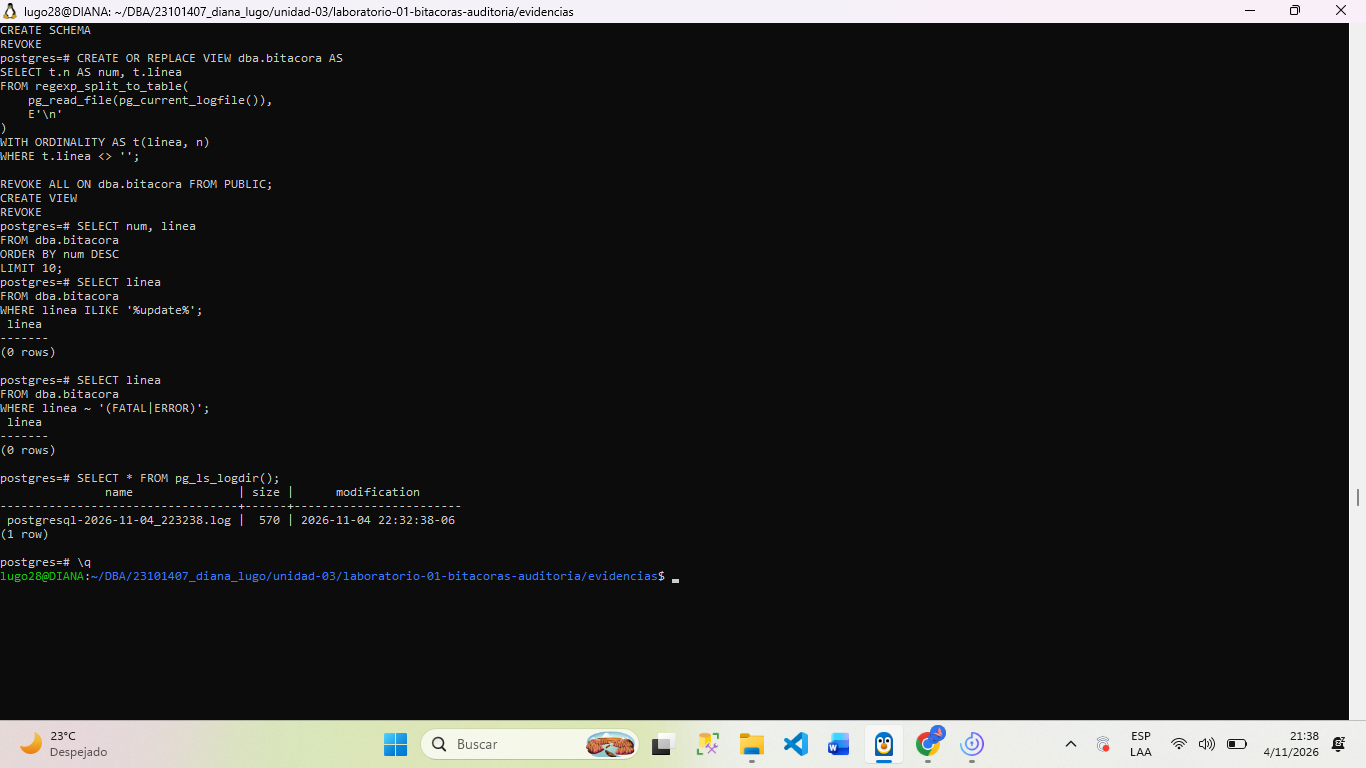 lugo28@DIANA: ~/DBA/23101407_diana_lugo/unidad-03/laboratorio-01-bitacoras-auditoria/evidencias
CREATE SCHEMA
REVOKE
postgres=# CREATE OR REPLACE VIEW dba.bitacora AS
SELECT t.n AS num, t.linea
FROM regexp_split_to_table(
    pg_read_file(pg_current_logfile()),
    E'\n'
)
WITH ORDINALITY AS t(linea, n)
WHERE t.linea <> '';
REVOKE ALL ON dba.bitacora FROM PUBLIC;
CREATE VIEW
REVOKE
postgres=# SELECT num, linea
FROM dba.bitacora
ORDER BY num DESC
LIMIT 10;
postgres=# SELECT linea
FROM dba.bitacora
WHERE linea ILIKE '%update%';
 linea
-------
(0 rows)
postgres=# SELECT linea
FROM dba.bitacora
WHERE linea ~ '(FATAL|ERROR)';
 linea
-------
(0 rows)
postgres=# SELECT * FROM pg_ls_logdir();
               name               | size |      modification
----------------------------------+------+------------------------
 postgresql-2026-11-04_223238.log |  570 | 2026-11-04 22:32:38-06
(1 row)
postgres=# \q
lugo28@DIANA:~/DBA/23101407_diana_lugo/unidad-03/laboratorio-01-bitacoras-auditoria/evidencias$
23°C
Despejado
Buscar
ESP
LAA
21:38
4/11/2026